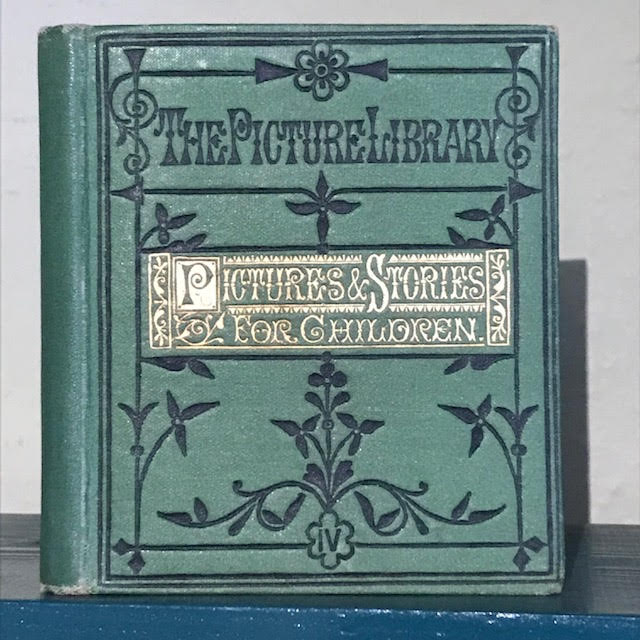 The Picture Library
Pictures & Stories
for Children.
IV